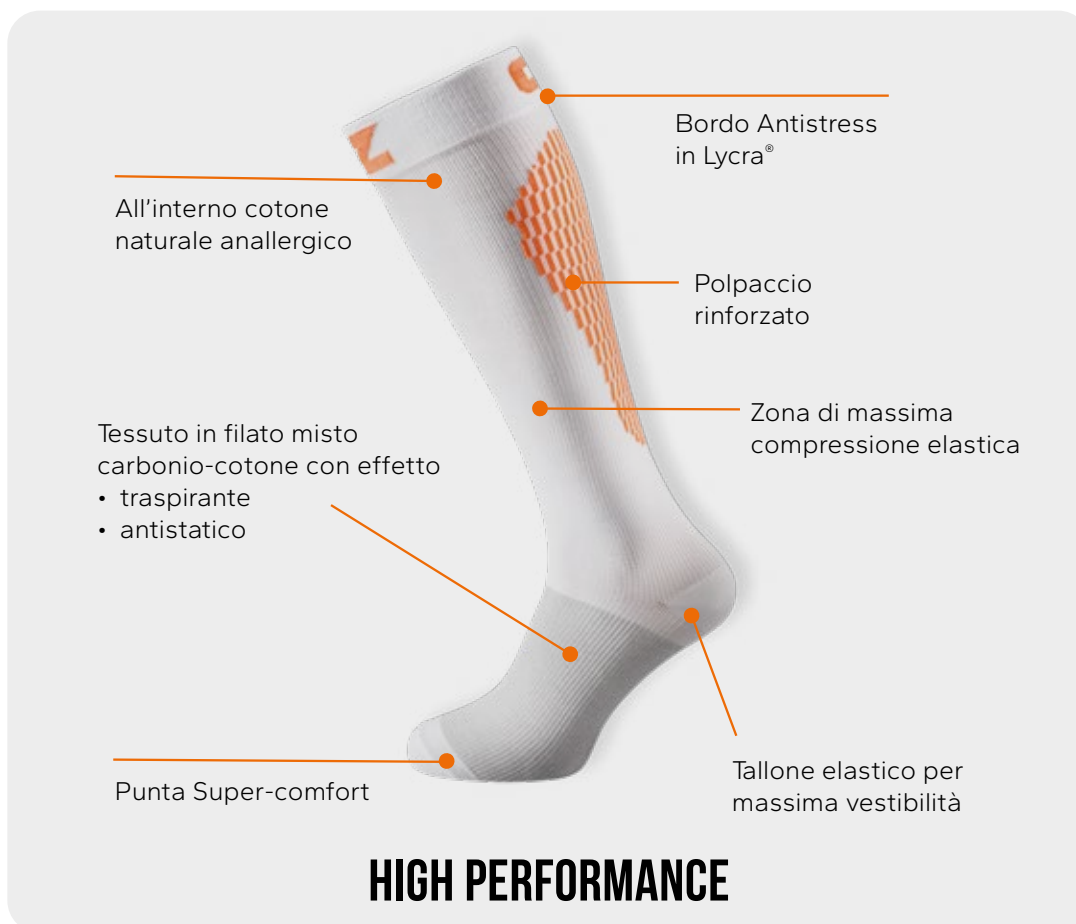 Bordo Antistress
in Lycra®
All'interno cotone
naturale anallergico
Polpaccio
rinforzato
Zona di massima
compressione elastica
Tessuto in filato misto
carbonio-cotone con effetto
• traspirante
• antistatico
Tallone elastico per
massima vestibilità
Punta Super-comfort
HIGH PERFORMANCE